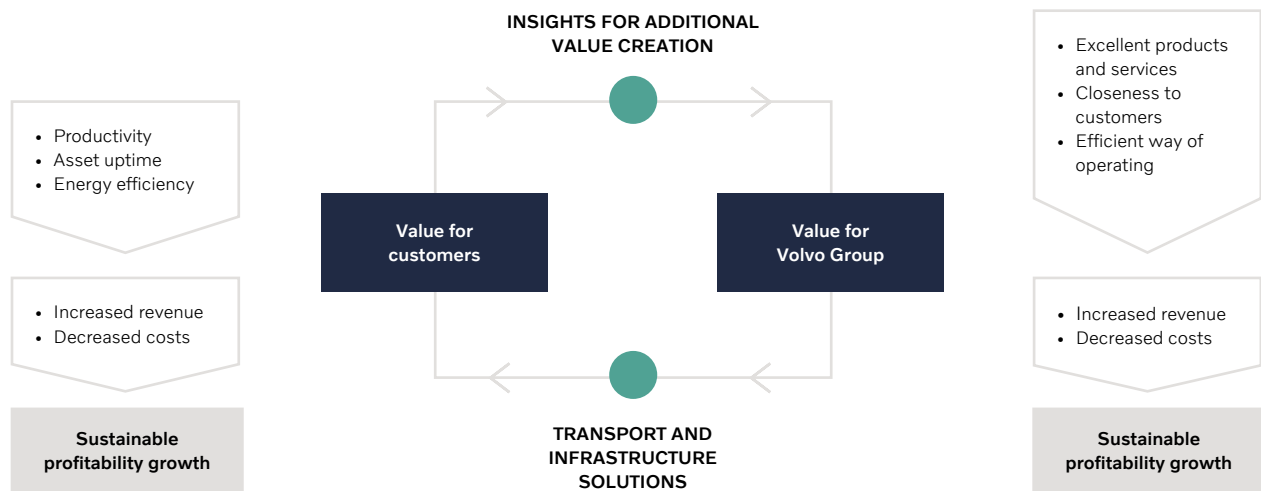 INSIGHTS FOR ADDITIONAL
VALUE CREATION
• Productivity
• Asset uptime
• Energy efficiency
• Increased revenue
• Decreased costs
Sustainable
profitability growth
Value for
customers
Value for
Volvo Group
TRANSPORT AND
INFRASTRUCTURE
SOLUTIONS
• Excellent products
and services
• Closeness to
customers
• Efficient way of
operating
• Increased revenue
• Decreased costs
Sustainable
profitability growth